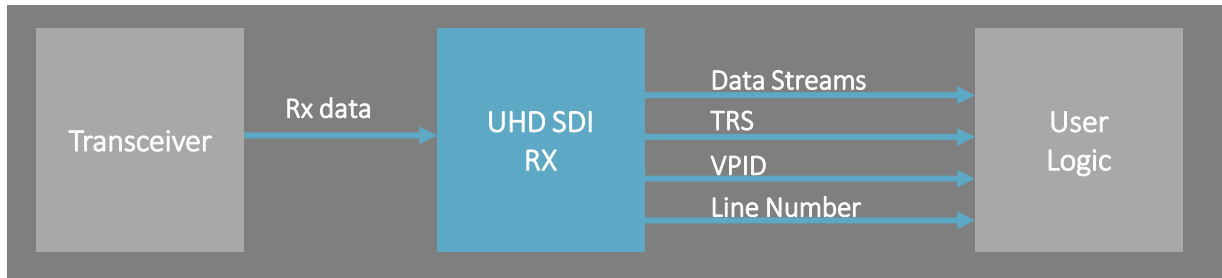 Transceiver
Rx data
UHD SDI
RX
Data Streams
TRS
VPID
Line Number
User
Logic